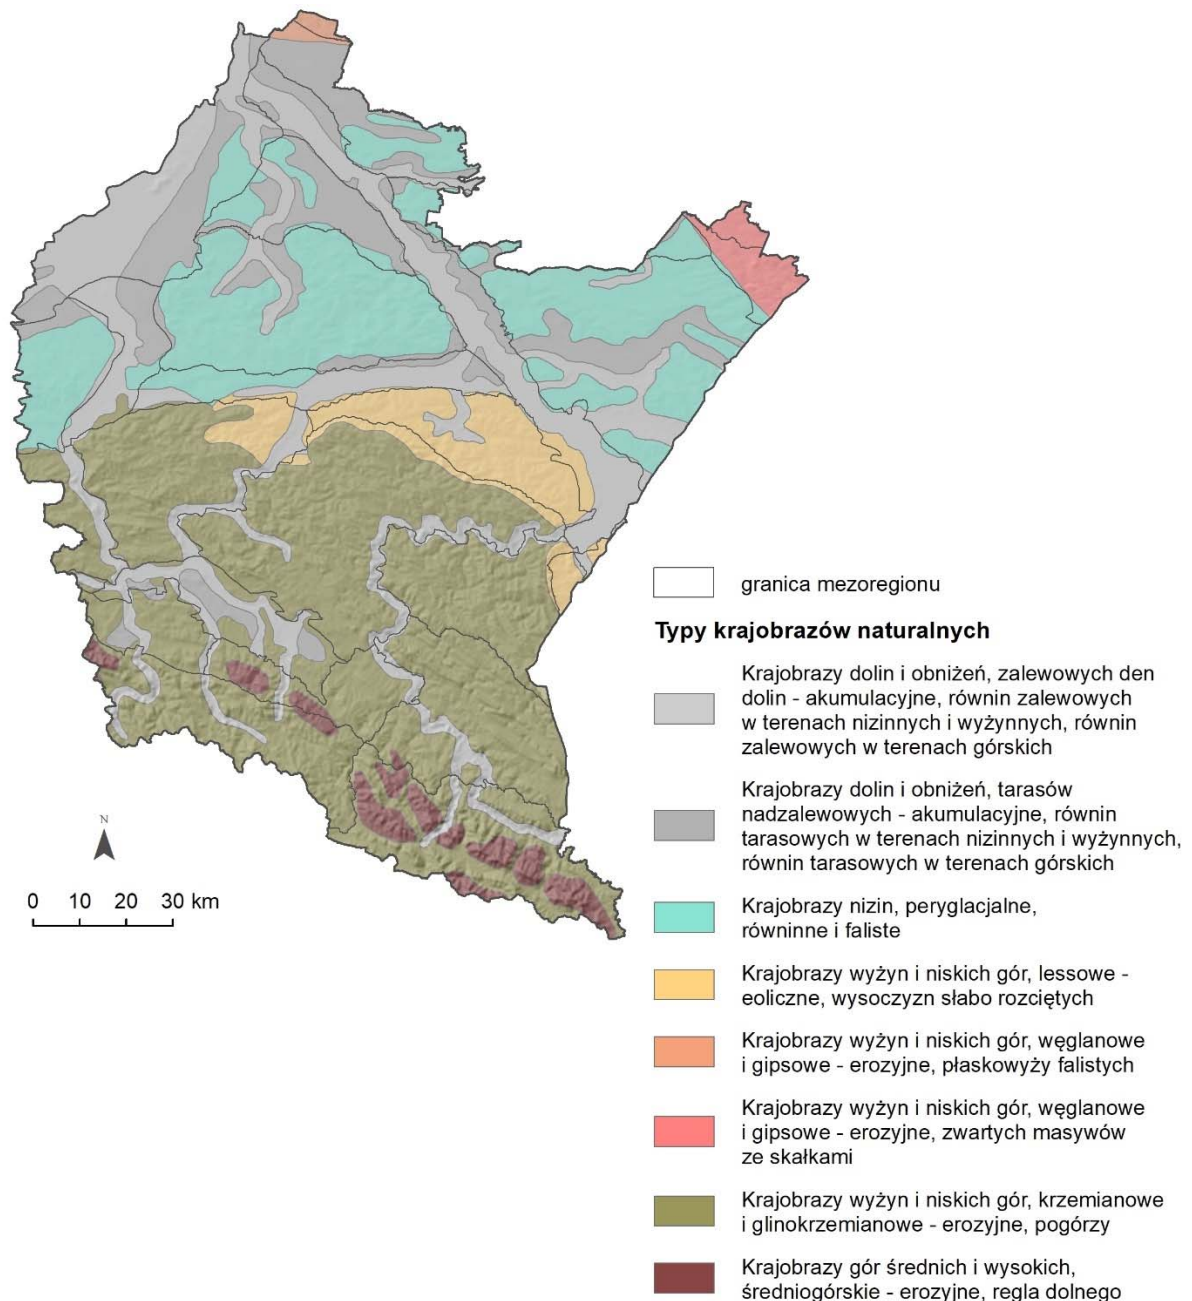 granica mezoregionu
Typy krajobrazów naturalnych
Krajobrazy dolin i obniżeń, zalewowych den
dolin - akumulacyjne, równin zalewowych
w terenach nizinnych i wyżynnych, równin
zalewowych w terenach górskich
Krajobrazy dolin i obniżeń, tarasów
nadzalewowych - akumulacyjne, równin
tarasowych w terenach nizinnych i wyżynnych,
równin tarasowych w terenach górskich
N
0 10 20 30 km
Krajobrazy nizin, peryglacjalne,
równinne i faliste
Krajobrazy wyżyn i niskich gór, lessowe -
eoliczne, wysoczyzn słabo rozciętych
Krajobrazy wyżyn i niskich gór, węglanowe
i gipsowe - erozyjne, płaskowyży falistych
Krajobrazy wyżyn i niskich gór, węglanowe
i gipsowe - erozyjne, zwartych masywów
ze skałkami
Krajobrazy wyżyn i niskich gór, krzemianowe
i glinokrzemianowe - erozyjne, pogórzy
Krajobrazy gór średnich i wysokich,
średniogórskie - erozyjne, regla dolnego